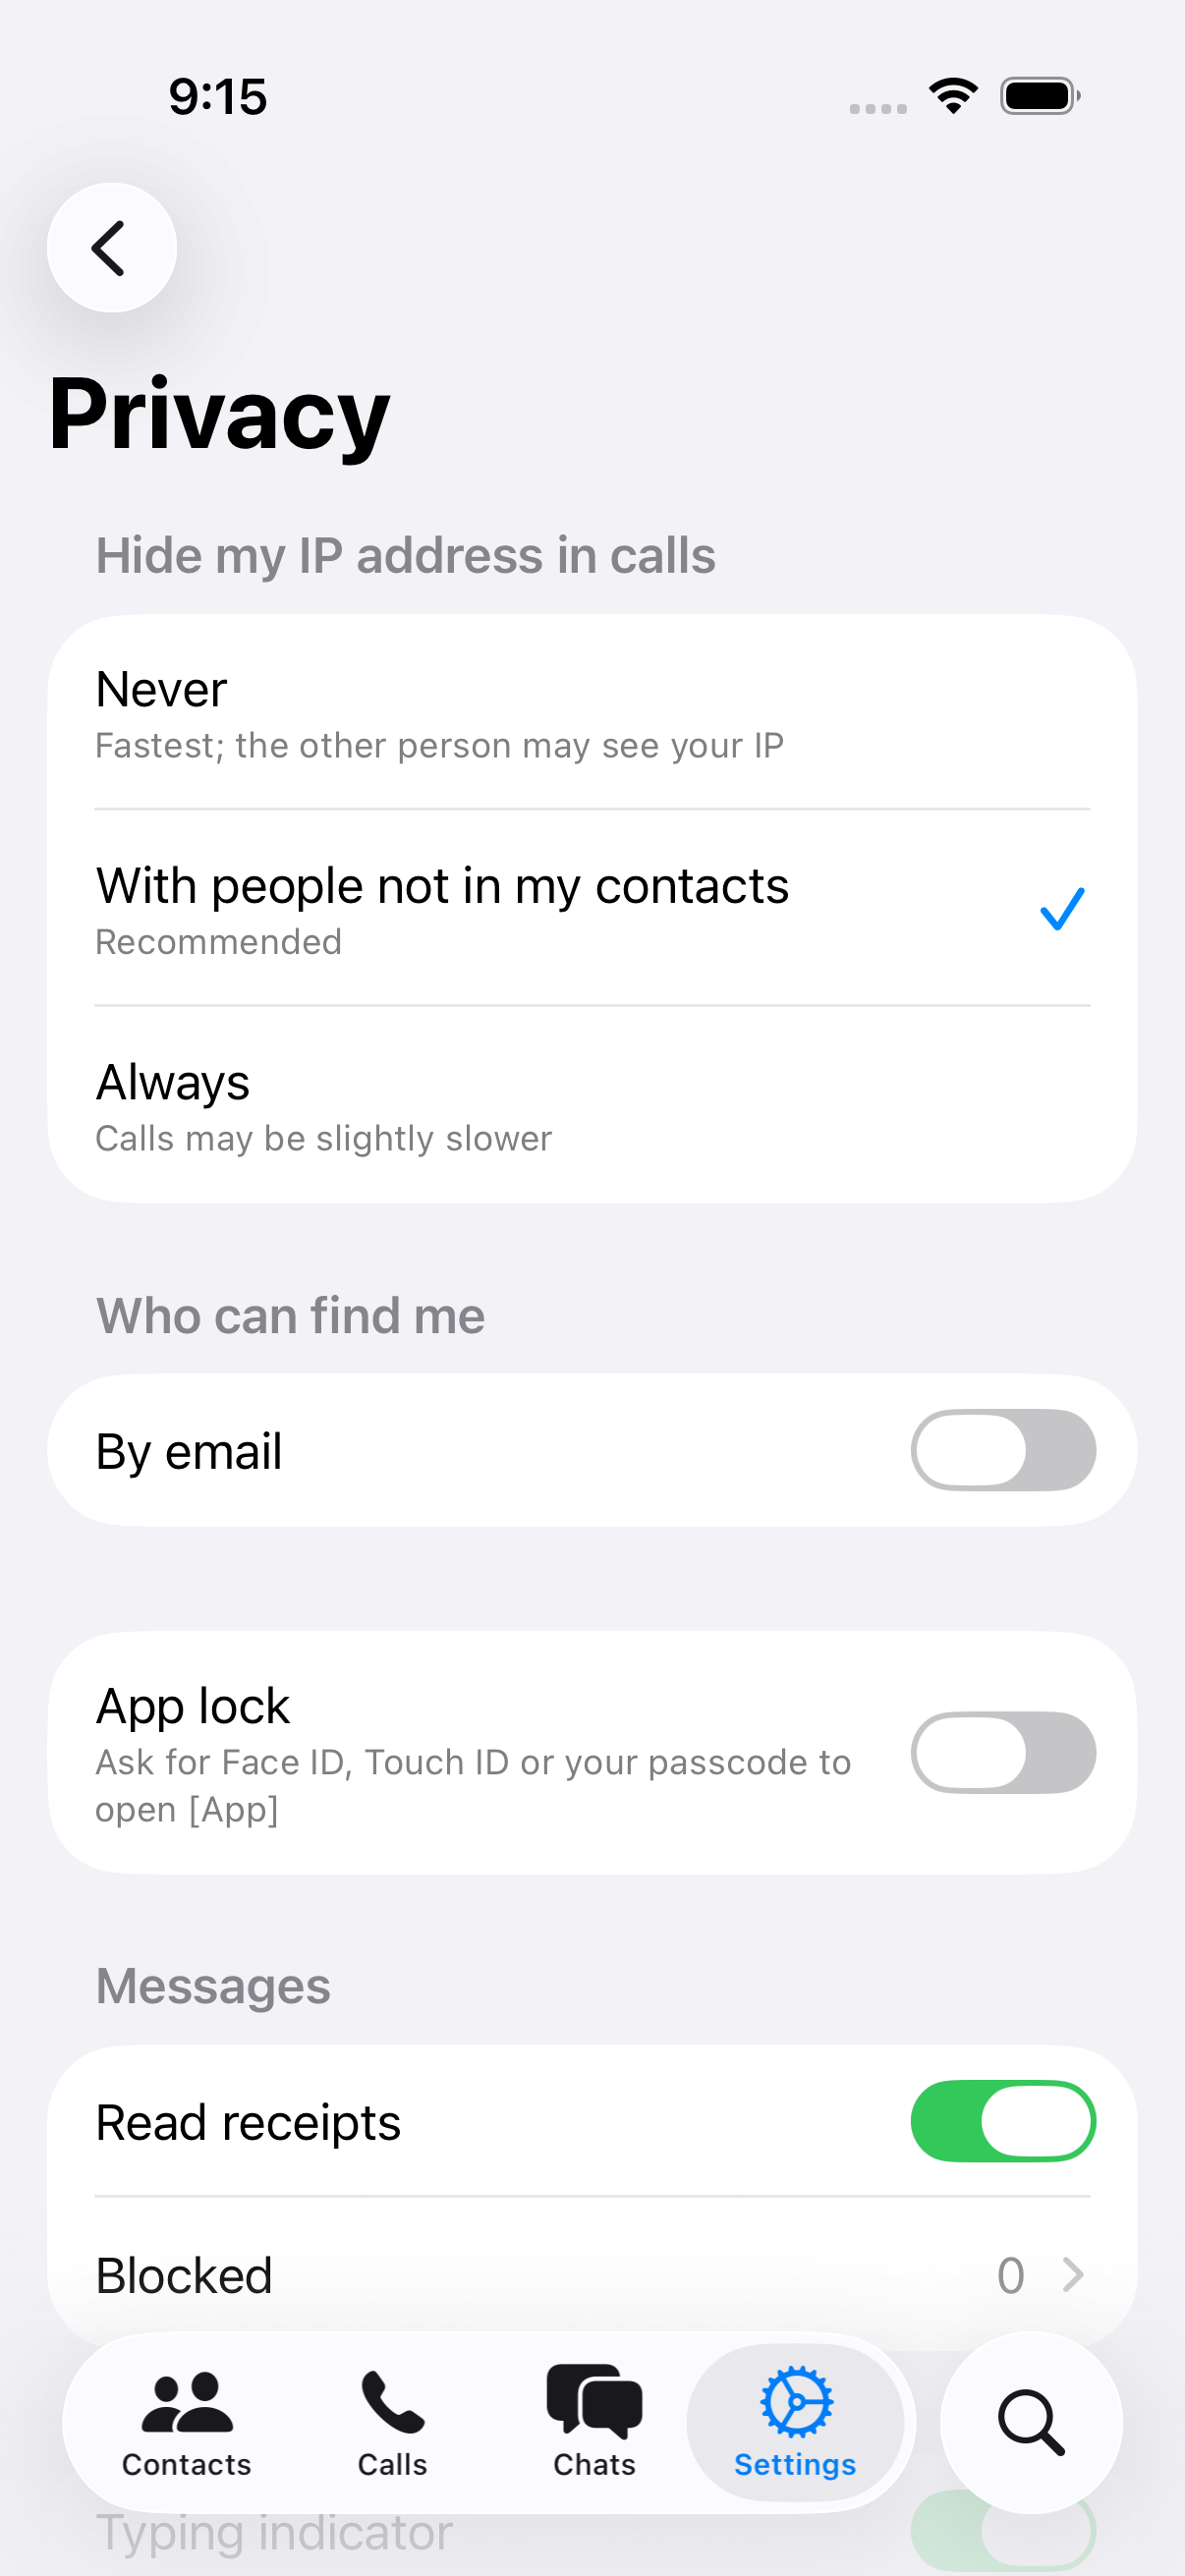 9:15
Privacy
Hide my IP address in calls
Never
Fastest; the other person may see your IP
With people not in my contacts
Recommended
Always
Calls may be slightly slower
Who can find me
By email
App lock
Ask for Face ID, Touch ID or your passcode to
open [App]
Messages
Read receipts
Blocked 0
Contacts Calls Chats Settings
Typing indicator